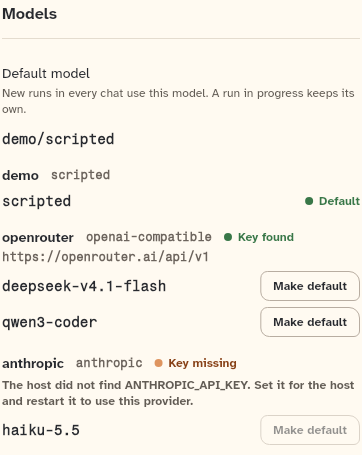 Models
Default model
New runs in every chat use this model. A run in progress keeps its
own.
demo/scripted
demo scripted
scripted Default
openrouter openai-compatible Key found
https://openrouter.ai/api/v1
deepseek-v4.1-flash Make default
qwen3-coder Make default
anthropic anthropic Key missing
The host did not find ANTHROPIC_API_KEY. Set it for the host
and restart it to use this provider.
haiku-5.5 Make default